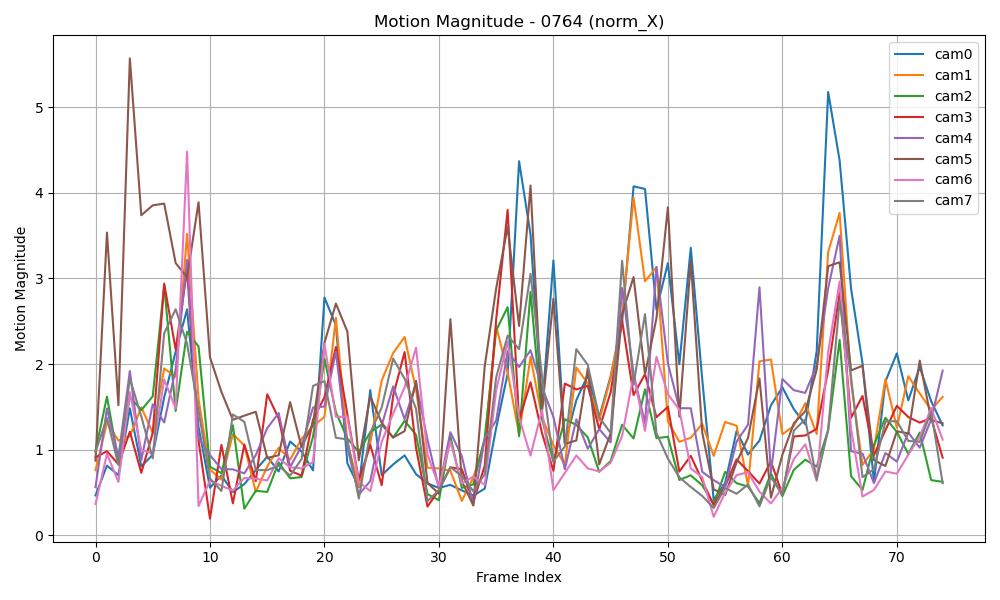 Motion Magnitude - 0764 (norm_X)
Motion Magnitude
5
4
3
2
1
0
0 10 20 30 40 50 60 70
Frame Index
cam0
cam1
cam2
cam3
cam4
cam5
cam6
cam7